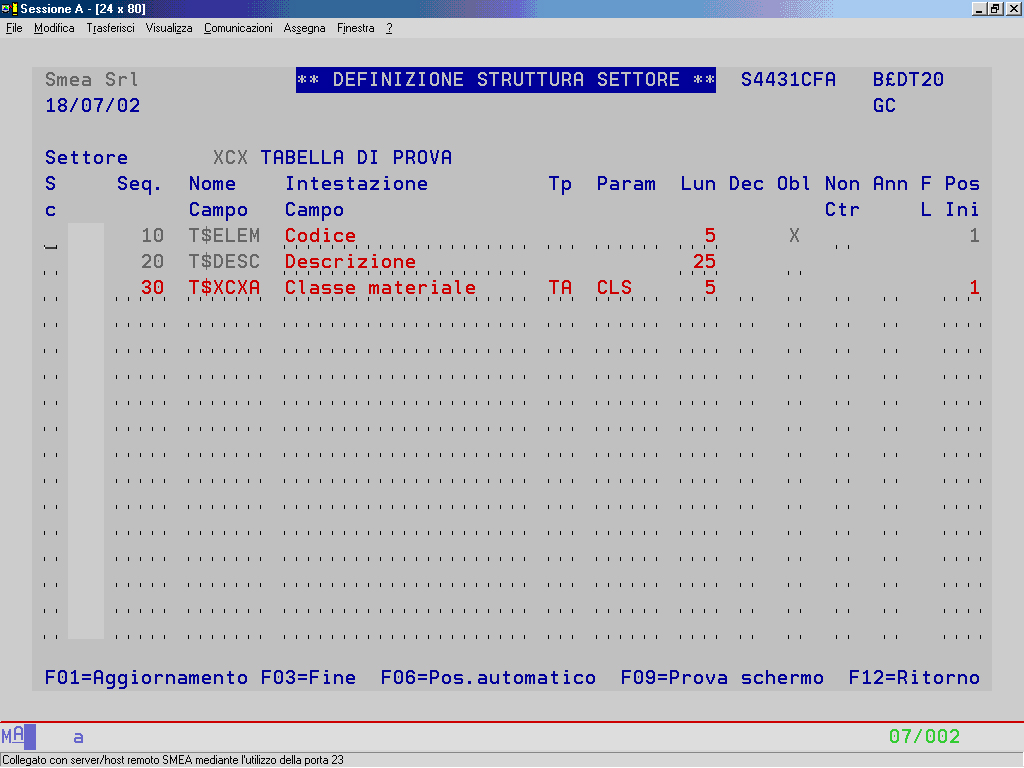 Sessione A - [24 x 80]
File Modifica Trasferisci Visualizza Comunicazioni Assegna Finestra ?
Smea Srl ** DEFINIZIONE STRUTTURA SETTORE ** S4431CFA B£DT20
18/07/02 GC
Settore XCX TABELLA DI PROVA
S Seq. Nome Intestazione Tp Param Lun Dec Obl Non Ann F Pos
c Campo Campo Ctr L Ini
10 T$ELEM Codice 5 X 1
20 T$DESC Descrizione 25
30 T$XCXA Classe materiale TA CLS 5 1
F01=Aggiornamento F03=Fine F06=Pos.automatico F09=Prova schermo F12=Ritorno
MA a 07/002
Collegato con server/host remoto SMEA mediante l'utilizzo della porta 23